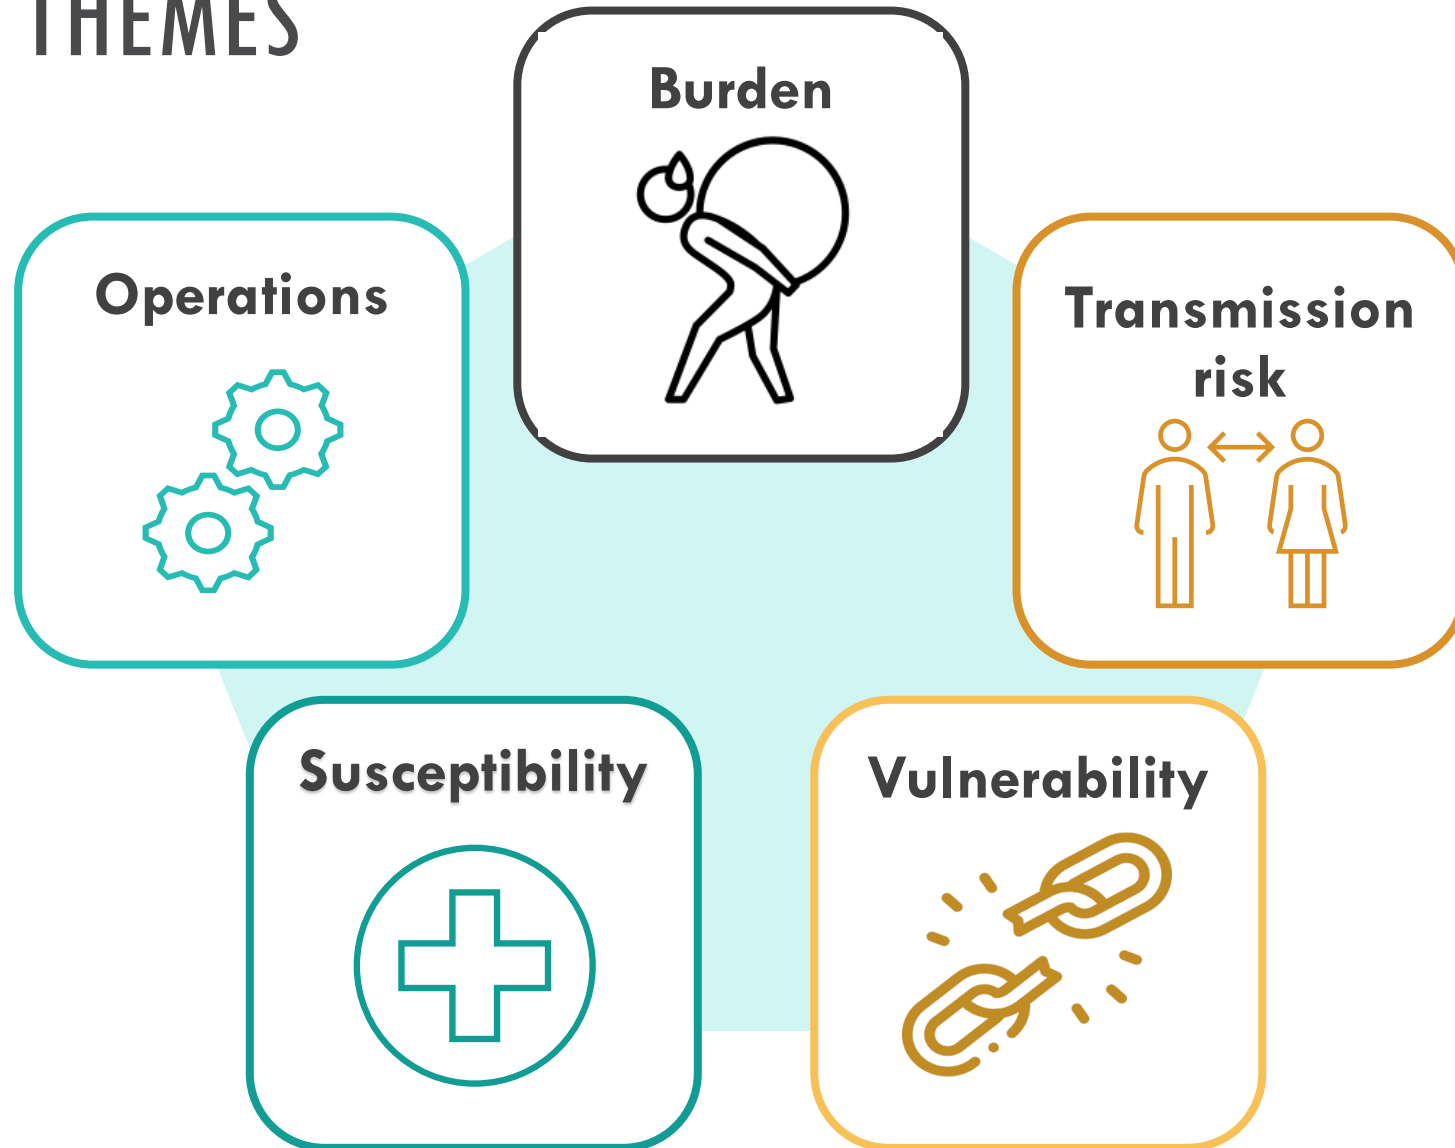 THEMES
Burden
Operations
Transmission
risk
Susceptibility
Vulnerability